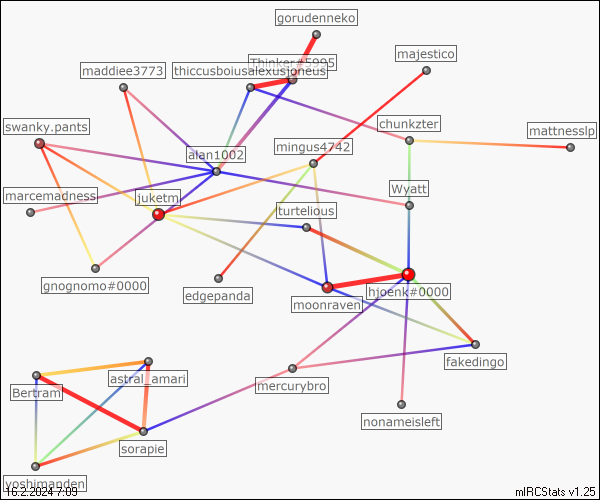 gorudenneko
majestico
Thinker#5995
maddiee3773
thiccusboiusalexusjoneus
chunkzter
swanky.pants
mattnesslp
mingus4742
alan1002
marcemadness
juketm
Wyatt
turtelious
gnognomo#0000
edgepanda
hjoenk#0000
moonraven
fakedingo
astral_amari
mercurybro
Bertram
nonameisleft
sorapie
yoshimanden
16.2.2024 7:09
mIRCStats v1.25